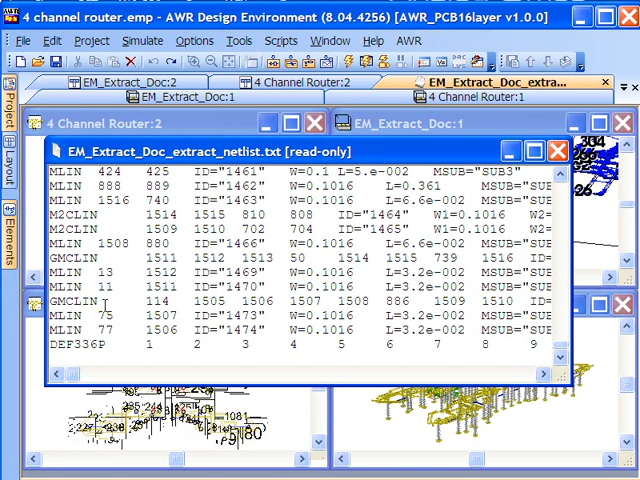 4 channel router.emp - AWR Design Environment (8.04.4256) [AWR_PCB16layer v1.0.0]
File Edit Project Simulate Options Tools Scripts Window Help AWR
EM_Extract_Doc:2 4 Channel Router:2 EM_Extract_Doc_extra...
EM_Extract_Doc:1 4 Channel Router:1
Project
Layout
Elements
4 Channel Router:2 EM_Extract_Doc:1
EM_Extract_Doc_extract_netlist.txt [read-only]
MLIN 424 425 ID="1461" W=0.1 L=5.e-002 MSUB="SUB3"
MLIN 888 889 ID="1462" W=0.1016 L=0.361 MSUB="SUE
MLIN 1516 740 ID="1463" W=0.1016 L=6.6e-002 MSUB="SUE
M2CLIN 1514 1515 810 808 ID="1464" W1=0.1016 W2=
M2CLIN 1509 1510 702 704 ID="1465" W1=0.1016 W2=
MLIN 1508 880 ID="1466" W=0.1016 L=6.6e-002 MSUB="SUE
GMCLIN 1511 1512 1513 50 1514 1515 739 1516 ID=
MLIN 13 1512 ID="1469" W=0.1016 L=3.2e-002 MSUB="SUE
MLIN 11 1511 ID="1470" W=0.1016 L=3.2e-002 MSUB="SUE
GMCLIN 114 1505 1506 1507 1508 886 1509 1510 ID=
MLIN 75 1507 ID="1473" W=0.1016 L=3.2e-002 MSUB="SUE
MLIN 77 1506 ID="1474" W=0.1016 L=3.2e-002 MSUB="SUE
DEF336P 1 2 3 4 5 6 7 8 9
304
1081